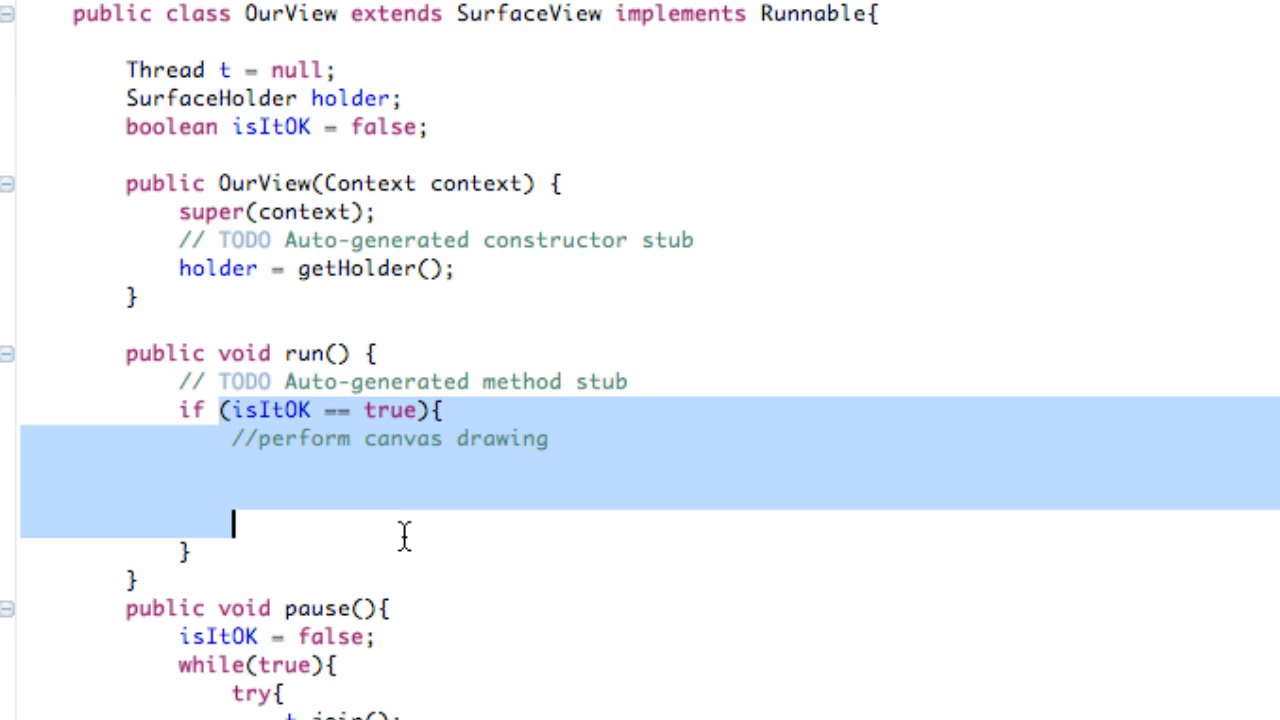 public class OurView extends SurfaceView implements Runnable{
Thread t = null;
SurfaceHolder holder;
boolean isItOK = false;
public OurView(Context context) {
super(context);
// TODO Auto-generated constructor stub
holder = getHolder();
}
public void run() {
// TODO Auto-generated method stub
if (isItOK == true){
//perform canvas drawing
}
}
public void pause(){
isItOK = false;
while(true){
try{
t.join();